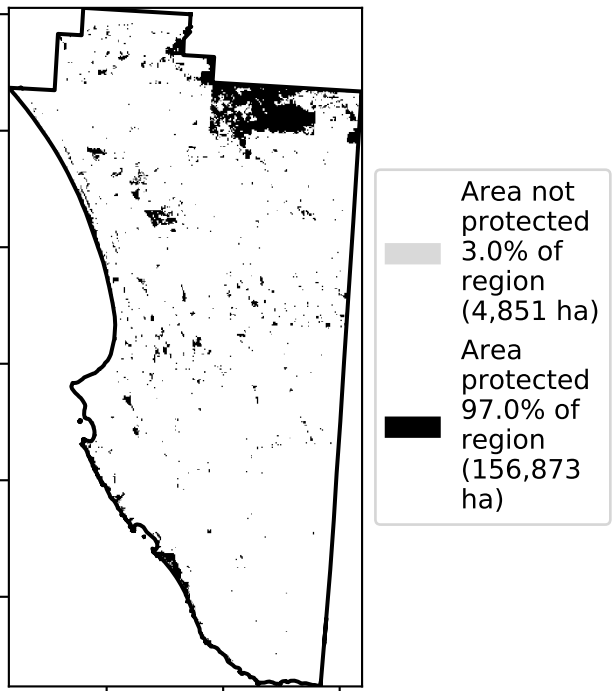 Area not
protected
3.0% of
region
(4,851 ha)
Area
protected
97.0% of
region
(156,873
ha)